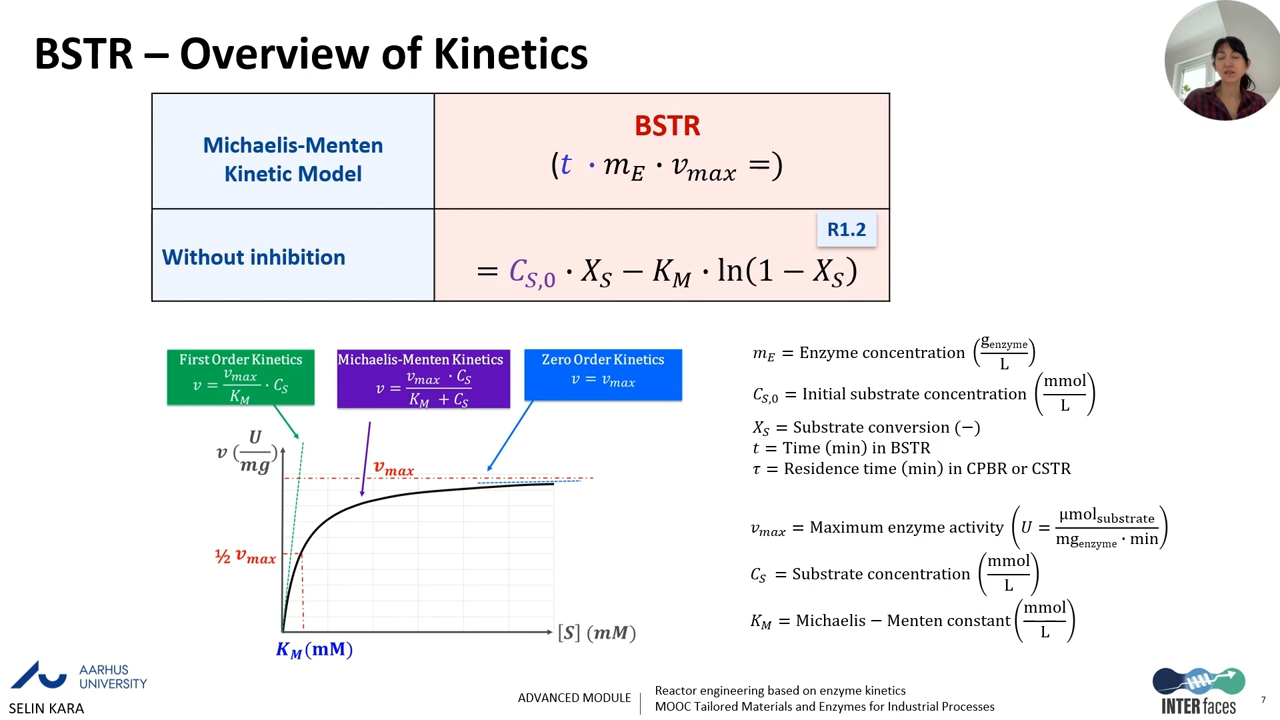 BSTR – Overview of Kinetics
Michaelis-Menten
Kinetic Model
BSTR
(t · m_E · v_max =)
Without inhibition
R1.2
= C_S,0 · X_S − K_M · ln(1 − X_S)
First Order Kinetics
v = v_max / K_M · C_S
Michaelis-Menten Kinetics
v = v_max · C_S / K_M + C_S
Zero Order Kinetics
v = v_max
v (U/mg)
v_max
½ v_max
[S] (mM)
K_M (mM)
m_E = Enzyme concentration (g_enzyme / L)
C_S,0 = Initial substrate concentration (mmol / L)
X_S = Substrate conversion (−)
t = Time (min) in BSTR
τ = Residence time (min) in CPBR or CSTR
v_max = Maximum enzyme activity (U = μmol_substrate / mg_enzyme · min)
C_S = Substrate concentration (mmol / L)
K_M = Michaelis − Menten constant (mmol / L)
AARHUS
UNIVERSITY
SELIN KARA
ADVANCED MODULE
Reactor engineering based on enzyme kinetics
MOOC Tailored Materials and Enzymes for Industrial Processes
INTERfaces
7